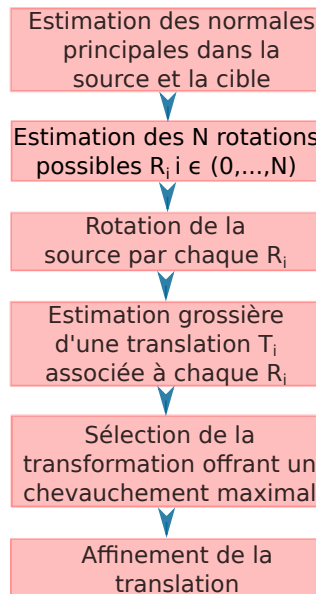 Estimation des normales
principales dans la
source et la cible
Estimation des N rotations
possibles Rᵢ i ϵ (0,...,N)
Rotation de la
source par chaque Rᵢ
Estimation grossière
d'une translation Tᵢ
associée à chaque Rᵢ
Sélection de la
transformation offrant un
chevauchement maximal
Affinement de la
translation